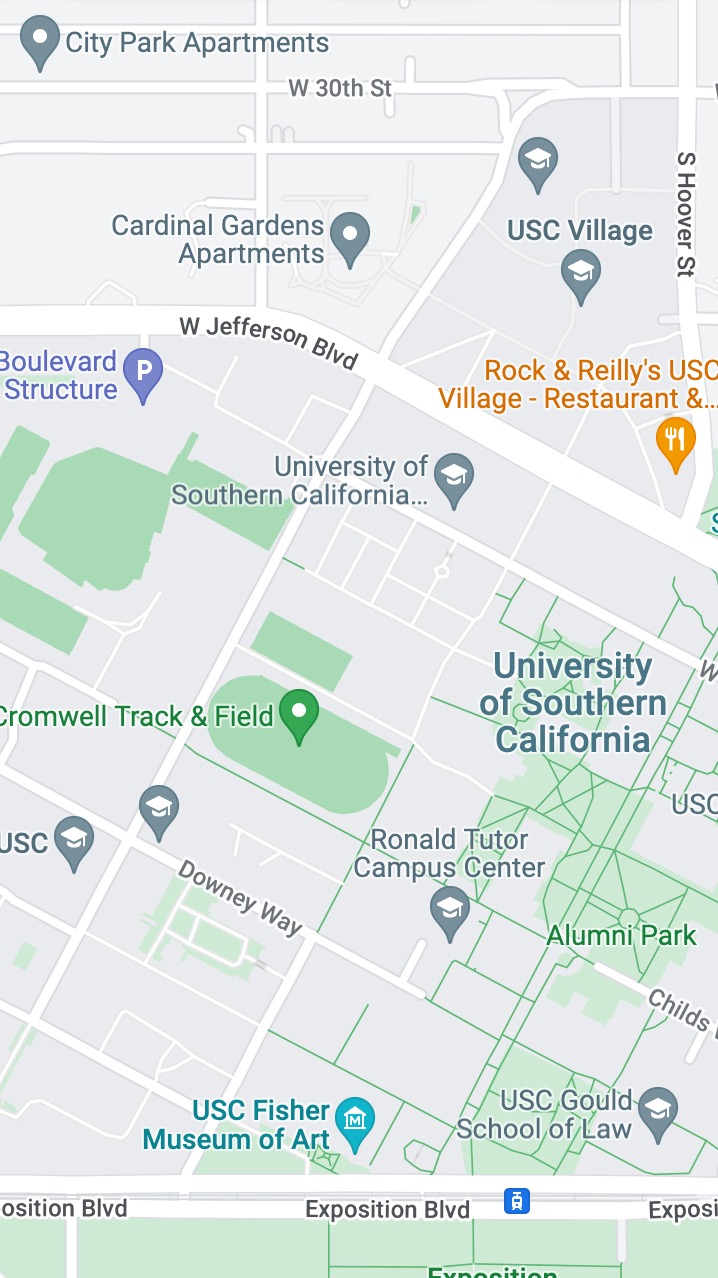 City Park Apartments
W 30th St
S Hoover St
Cardinal Gardens
Apartments
USC Village
W Jefferson Blvd
Boulevard
Structure
P
Rock & Reilly's USC
Village - Restaurant &...
University of
Southern California...
University
of Southern
California
Cromwell Track & Field
W
USC
USC
Ronald Tutor
Campus Center
Downey Way
Alumni Park
Childs
USC Fisher
Museum of Art
M
USC Gould
School of Law
osition Blvd
Exposition Blvd
Exposi
Exposition